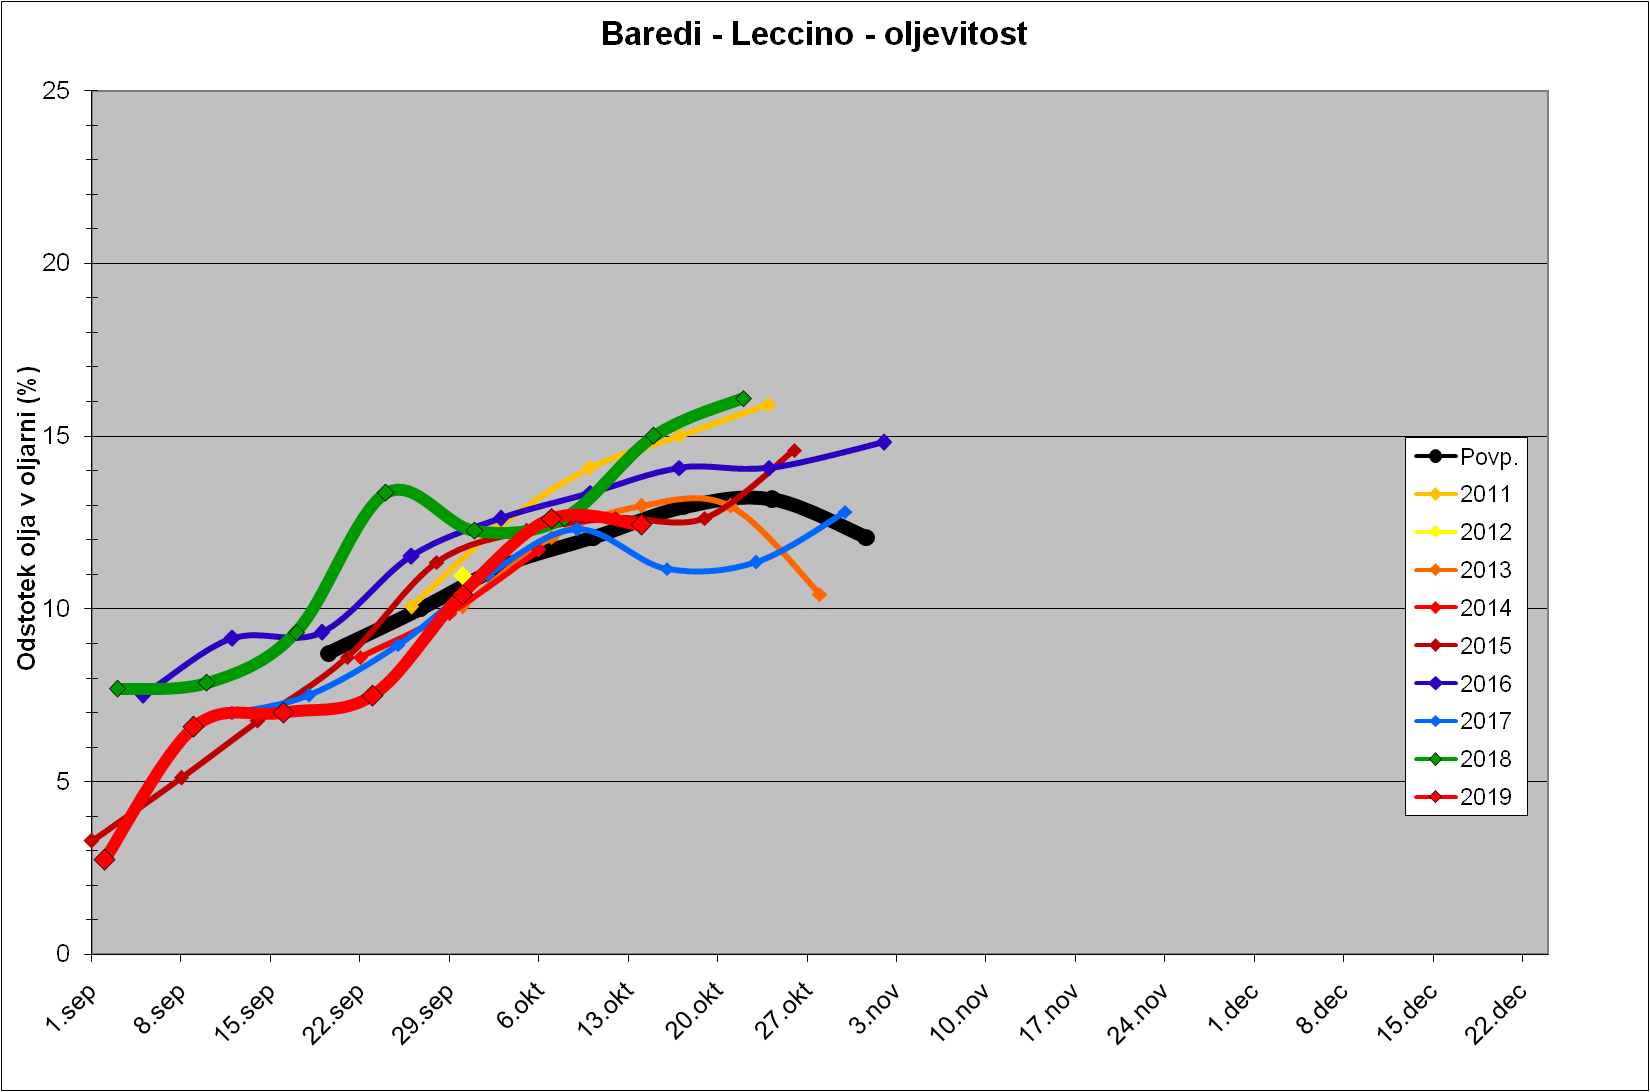 Baredi - Leccino - oljevitost
Odstotek olja v oljarni (%)
25
20
15
10
5
0
1.sep
8.sep
15.sep
22.sep
29.sep
6.okt
13.okt
20.okt
27.okt
3.nov
10.nov
17.nov
24.nov
1.dec
8.dec
15.dec
22.dec
Povp.
2011
2012
2013
2014
2015
2016
2017
2018
2019